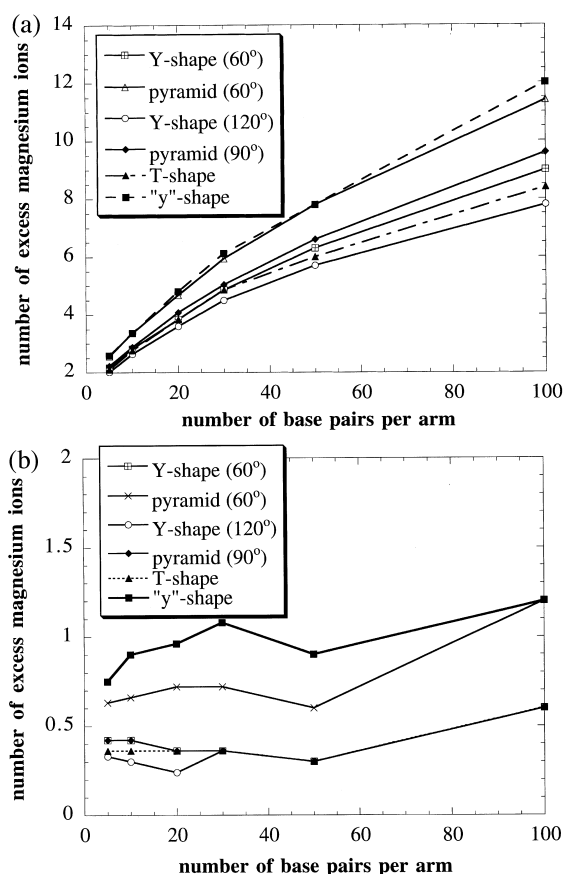 (a)
14
12
10
8
6
4
2
number of excess magnesium ions
Y-shape (60°)
pyramid (60°)
Y-shape (120°)
pyramid (90°)
T-shape
"y"-shape
0 20 40 60 80 100
number of base pairs per arm
(b)
2
1.5
1
0.5
0
number of excess magnesium ions
Y-shape (60°)
pyramid (60°)
Y-shape (120°)
pyramid (90°)
T-shape
"y"-shape
0 20 40 60 80 100
number of base pairs per arm